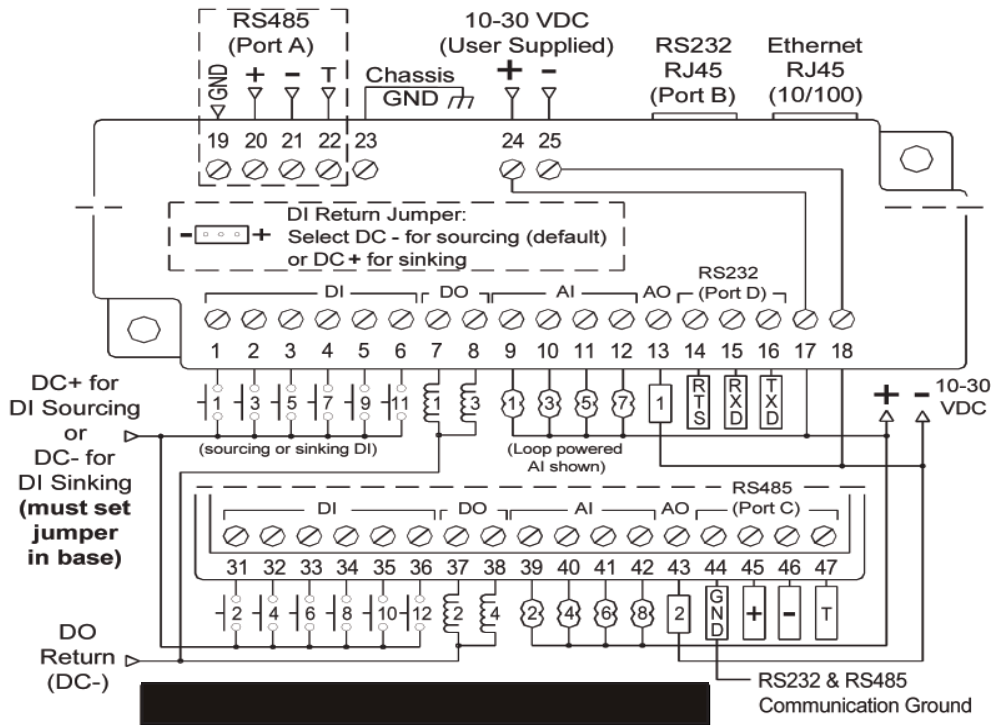 RS485
(Port A)
GND + − T
Chassis
GND
10-30 VDC
(User Supplied)
+ −
RS232
RJ45
(Port B)
Ethernet
RJ45
(10/100)
19 20 21 22 23 24 25
DI Return Jumper:
- +
Select DC - for sourcing (default)
or DC + for sinking
DI DO AI AO RS232
(Port D)
1 2 3 4 5 6 7 8 9 10 11 12 13 14 15 16 17 18
1 3 5 7 9 11 1 3 1 3 5 7 1 RTS RXD TXD
+ −
10-30
VDC
DC+ for
DI Sourcing
or
DC- for
DI Sinking
(must set
jumper
in base)
(sourcing or sinking DI)
(Loop powered
AI shown)
DI DO AI AO RS485
(Port C)
31 32 33 34 35 36 37 38 39 40 41 42 43 44 45 46 47
2 4 6 8 10 12 2 4 2 4 6 8 2 GND + − T
DO
Return
(DC-)
RS232 & RS485
Communication Ground